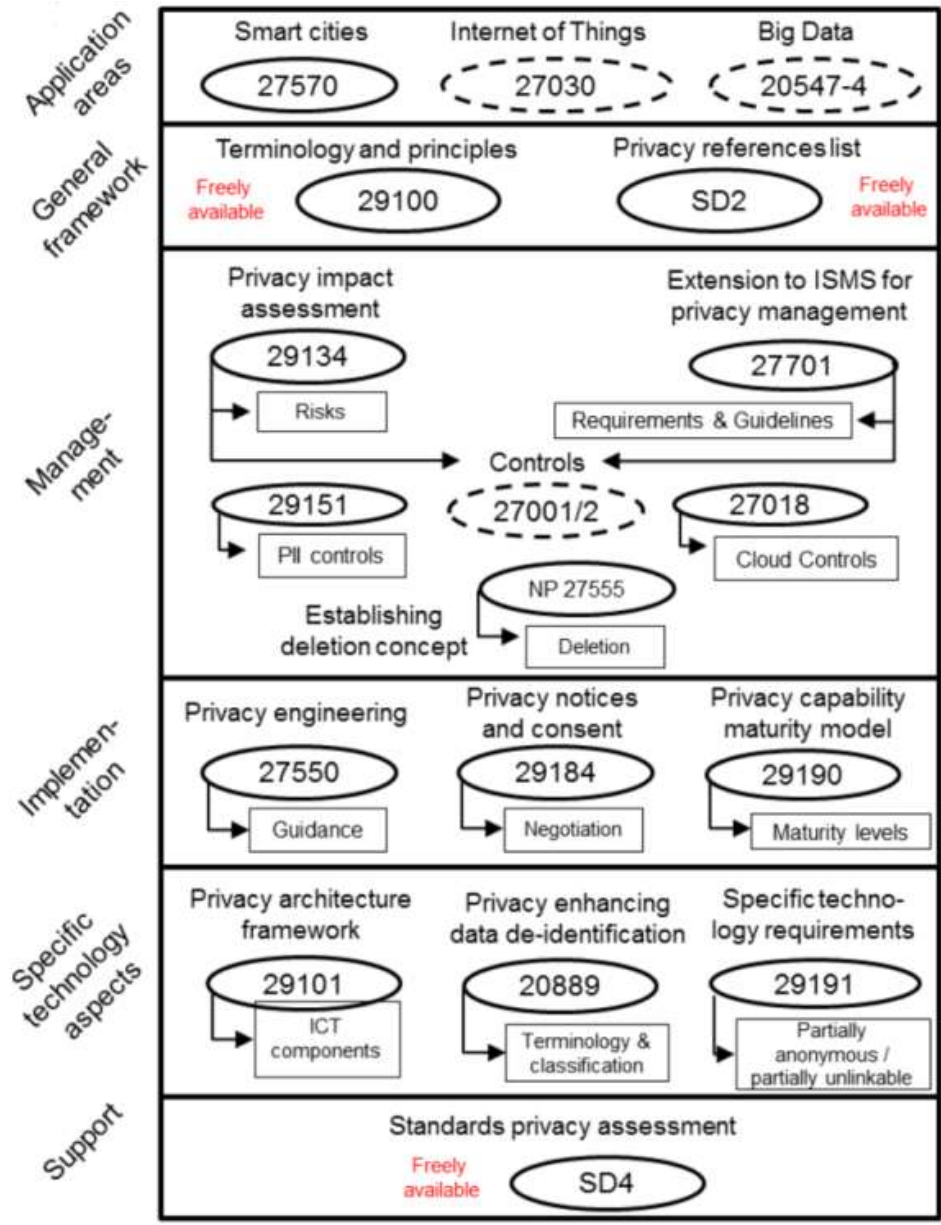 Application
areas
Smart cities
27570
Internet of Things
27030
Big Data
20547-4
General
framework
Terminology and principles
Freely
available
29100
Privacy references list
SD2
Freely
available
Manage-
ment
Privacy impact
assessment
29134
Risks
Extension to ISMS for
privacy management
27701
Requirements & Guidelines
Controls
27001/2
29151
PII controls
27018
Cloud Controls
NP 27555
Establishing
deletion concept
Deletion
Implemen-
tation
Privacy engineering
27550
Guidance
Privacy notices
and consent
29184
Negotiation
Privacy capability
maturity model
29190
Maturity levels
Specific
technology
aspects
Privacy architecture
framework
29101
ICT
components
Privacy enhancing
data de-identification
20889
Terminology &
classification
Specific techno-
logy requirements
29191
Partially
anonymous /
partially unlinkable
Support
Standards privacy assessment
Freely
available
SD4